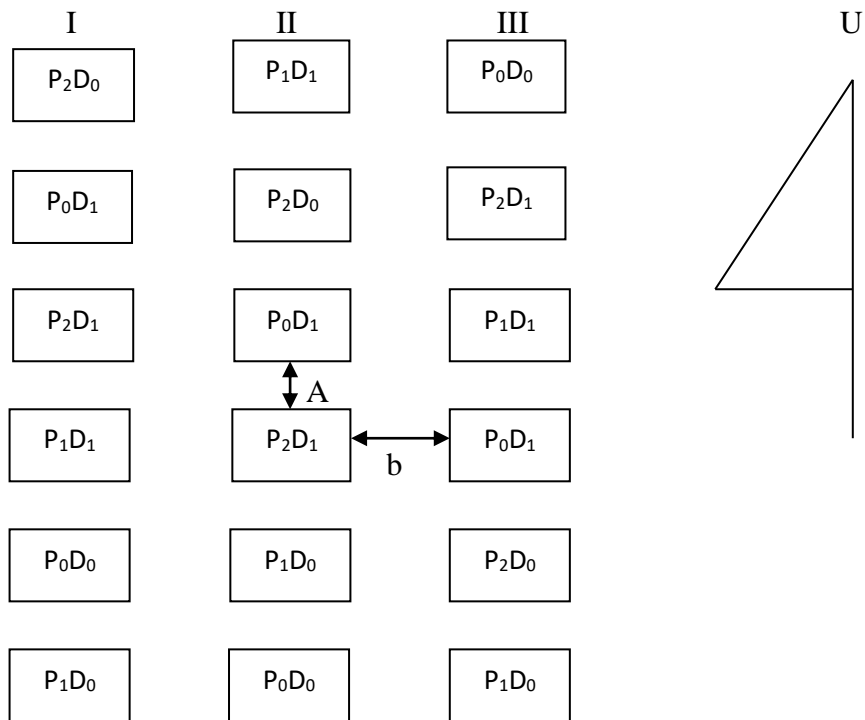 I II III U
P₂D₀ P₁D₁ P₀D₀
P₀D₁ P₂D₀ P₂D₁
P₂D₁ P₀D₁ P₁D₁
A
P₁D₁ P₂D₁ P₀D₁
b
P₀D₀ P₁D₀ P₂D₀
P₁D₀ P₀D₀ P₁D₀